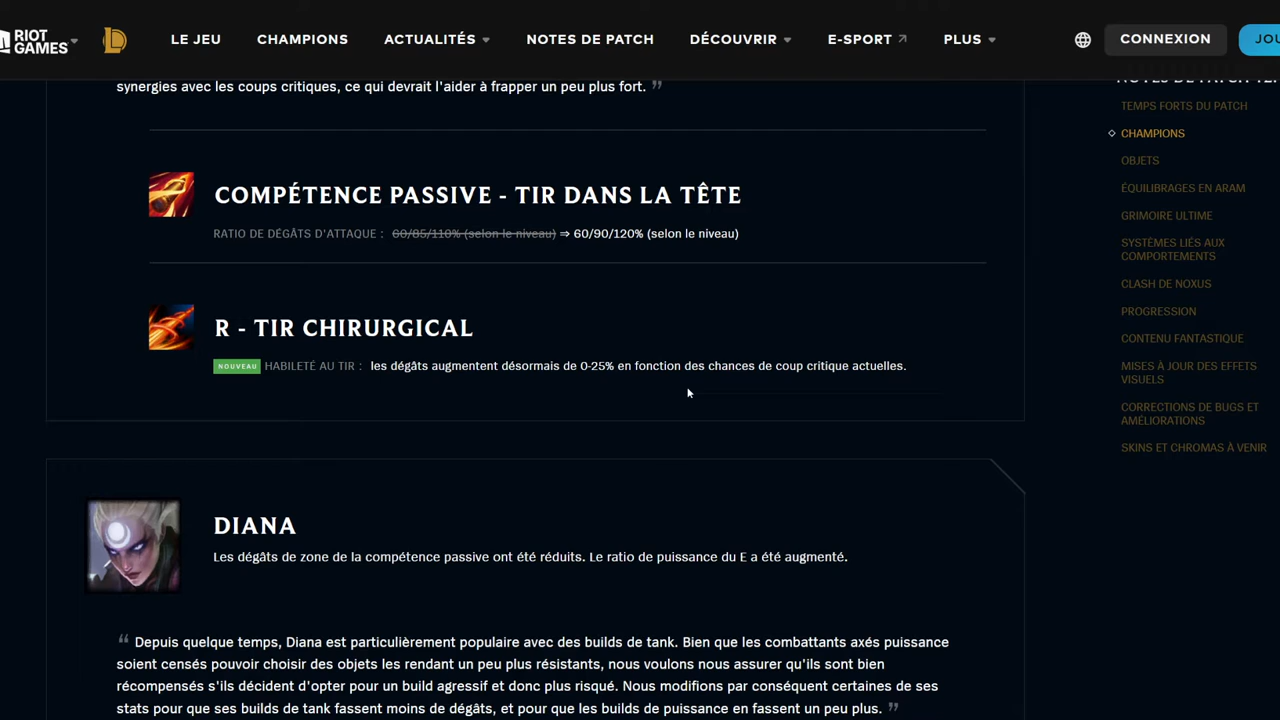 RIOT GAMES
LE JEU
CHAMPIONS
ACTUALITÉS
NOTES DE PATCH
DÉCOUVRIR
E-SPORT
PLUS
CONNEXION
synergies avec les coups critiques, ce qui devrait l'aider à frapper un peu plus fort. ”
COMPÉTENCE PASSIVE - TIR DANS LA TÊTE
RATIO DE DÉGÂTS D'ATTAQUE : 60/85/110% (selon le niveau) ⇒ 60/90/120% (selon le niveau)
R - TIR CHIRURGICAL
NOUVEAU HABILETÉ AU TIR : les dégâts augmentent désormais de 0-25% en fonction des chances de coup critique actuelles.
DIANA
Les dégâts de zone de la compétence passive ont été réduits. Le ratio de puissance du E a été augmenté.
“ Depuis quelque temps, Diana est particulièrement populaire avec des builds de tank. Bien que les combattants axés puissance
soient censés pouvoir choisir des objets les rendant un peu plus résistants, nous voulons nous assurer qu'ils sont bien
récompensés s'ils décident d'opter pour un build agressif et donc plus risqué. Nous modifions par conséquent certaines de ses
stats pour que ses builds de tank fassent moins de dégâts, et pour que les builds de puissance en fassent un peu plus. ”
NOTES DE PATCH
TEMPS FORTS DU PATCH
CHAMPIONS
OBJETS
ÉQUILIBRAGES EN ARAM
GRIMOIRE ULTIME
SYSTÈMES LIÉS AUX
COMPORTEMENTS
CLASH DE NOXUS
PROGRESSION
CONTENU FANTASTIQUE
MISES À JOUR DES EFFETS
VISUELS
CORRECTIONS DE BUGS ET
AMÉLIORATIONS
SKINS ET CHROMAS À VENIR